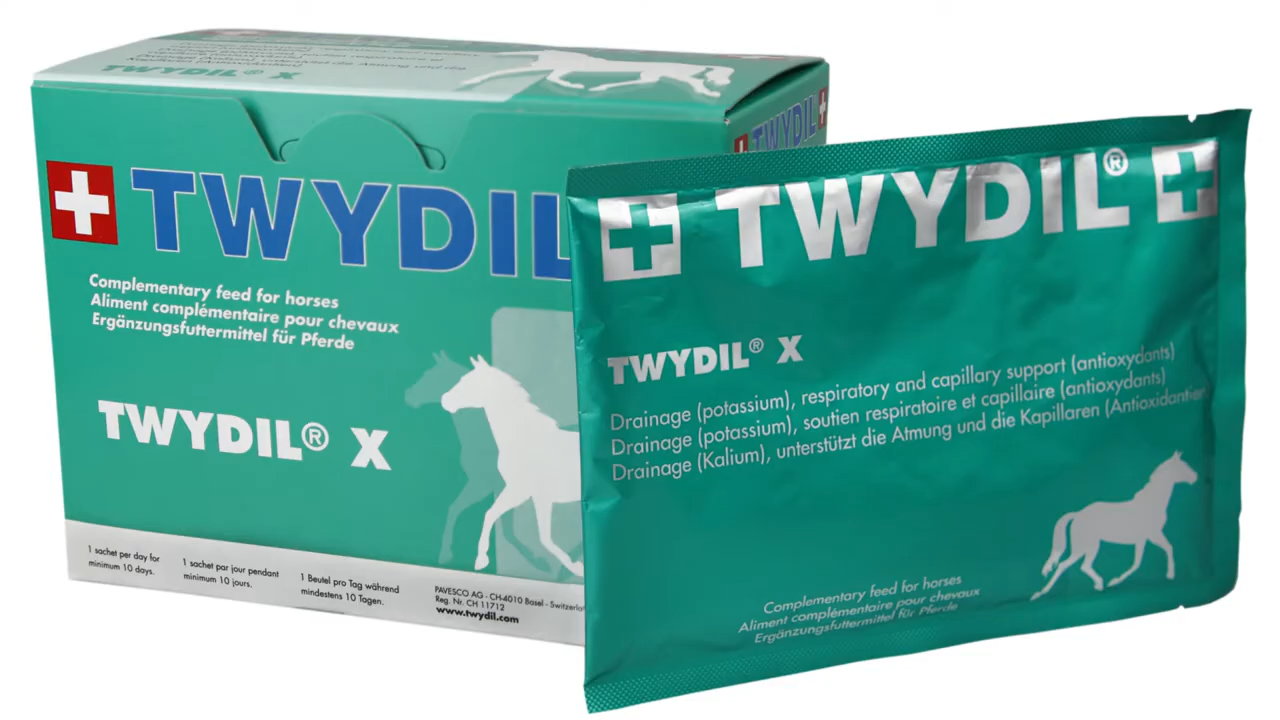 TWYDIL® X
TWYDIL
Complementary feed for horses
Aliment complémentaire pour chevaux
Ergänzungsfuttermittel für Pferde
TWYDIL® X
1 sachet per day for
minimum 10 days.
1 sachet par jour pendant
minimum 10 jours.
1 Beutel pro Tag während
mindestens 10 Tagen.
PAVESCO AG - CH-4010 Basel -
Reg. Nr. CH 11712
www.twydil.com
TWYDIL
TWYDIL®
TWYDIL® X
Drainage (potassium), respiratory and capillary support (antioxydants)
Drainage (potassium), soutien respiratoire et capillaire (antioxydants)
Drainage (Kalium), unterstützt die Atmung und die Kapillaren (Antioxidantien)
Complementary feed for horses
Aliment complémentaire pour chevaux
Ergänzungsfuttermittel für Pferde